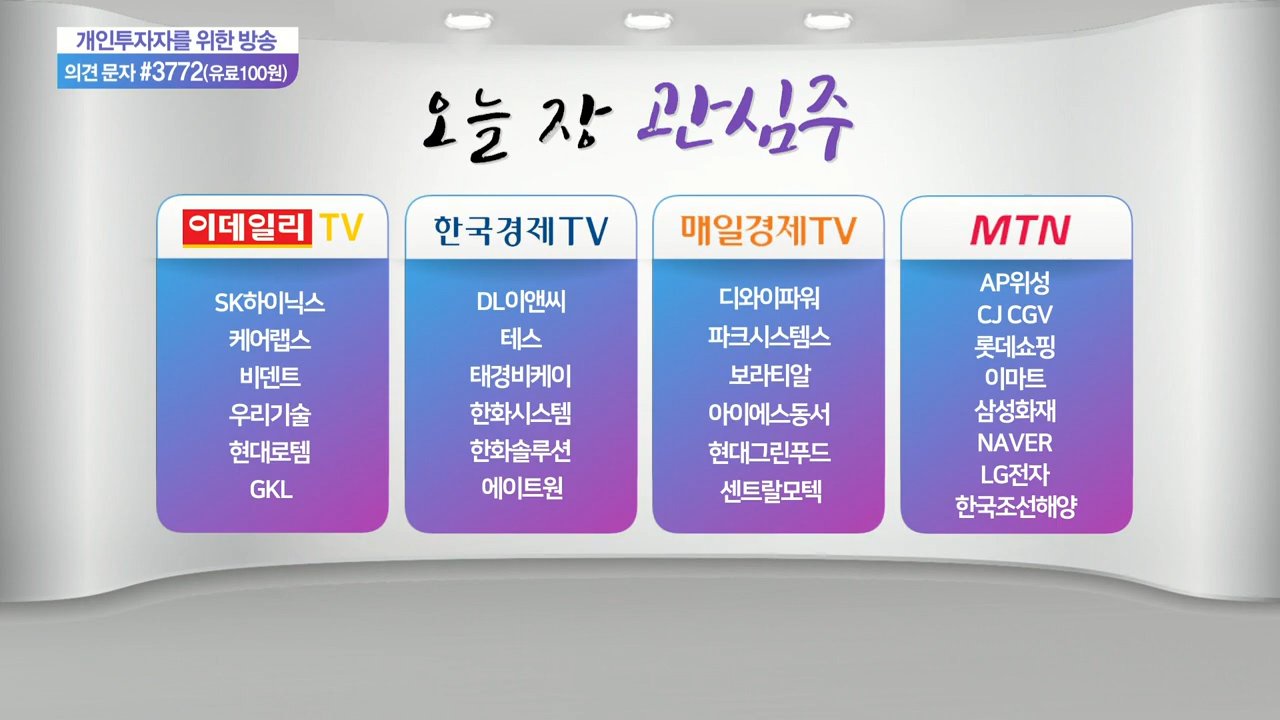 개인투자자를 위한 방송
의견 문자 #3772(유료100원)
오늘 장 관심주
이데일리 TV
SK하이닉스
케어랩스
비덴트
우리기술
현대로템
GKL
한국경제TV
DL이앤씨
테스
태경비케이
한화시스템
한화솔루션
에이트원
매일경제TV
디와이파워
파크시스템스
보라티알
아이에스동서
현대그린푸드
센트랄모텍
MTN
AP위성
CJ CGV
롯데쇼핑
이마트
삼성화재
NAVER
LG전자
한국조선해양